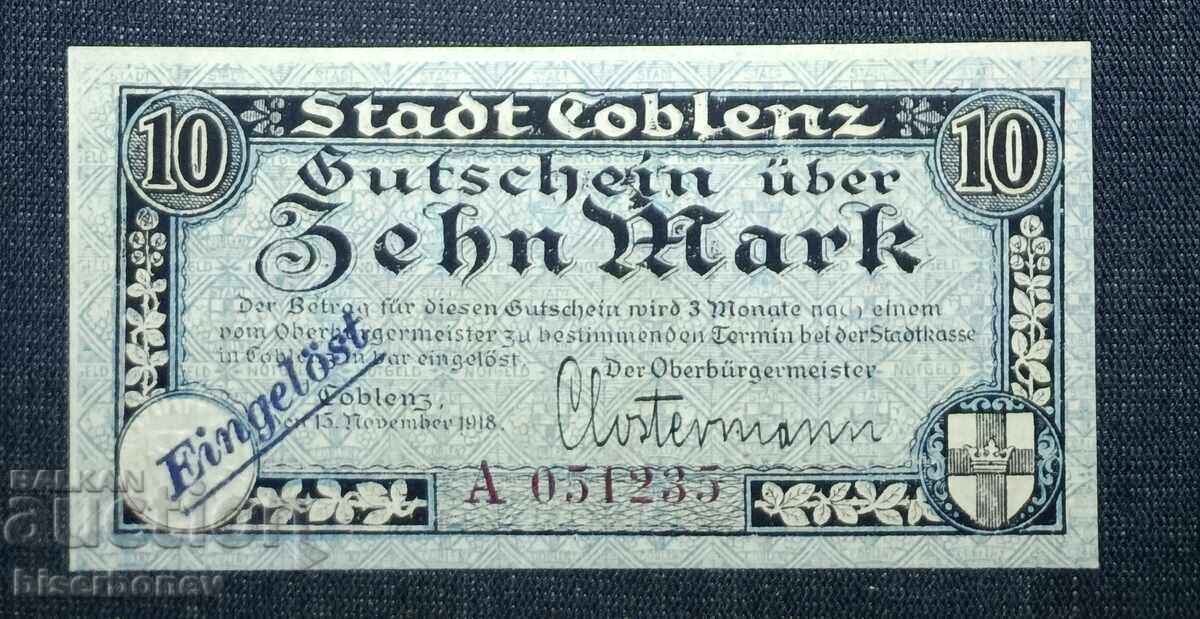 10 Stadt Coblenz 10
Gutschein über
Zehn Mark
Der Betrag für diesen Gutschein wird 3 Monate nach einem
vom Oberbürgermeister zu bestimmenden Termin bei der Stadtkasse
in Coblenz in bar eingelöst.
Der Oberbürgermeister
Coblenz,
den 15. November 1918.
Clostermann
Eingelöst
A 051235
BALKAN
auction
biserbonev